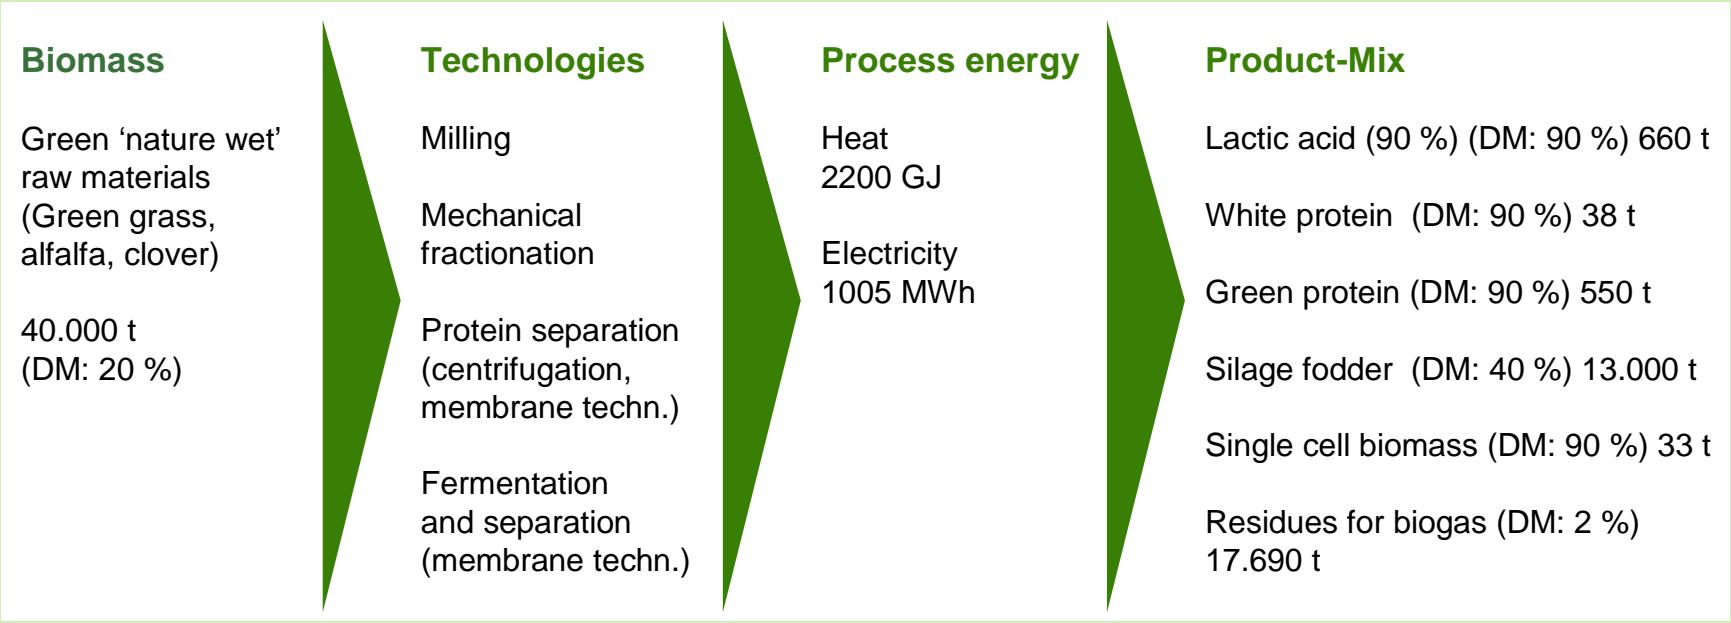 Biomass
Green ‘nature wet’
raw materials
(Green grass,
alfalfa, clover)
40.000 t
(DM: 20 %)
Technologies
Milling
Mechanical
fractionation
Protein separation
(centrifugation,
membrane techn.)
Fermentation
and separation
(membrane techn.)
Process energy
Heat
2200 GJ
Electricity
1005 MWh
Product-Mix
Lactic acid (90 %) (DM: 90 %) 660 t
White protein  (DM: 90 %) 38 t
Green protein (DM: 90 %) 550 t
Silage fodder  (DM: 40 %) 13.000 t
Single cell biomass (DM: 90 %) 33 t
Residues for biogas (DM: 2 %)
17.690 t